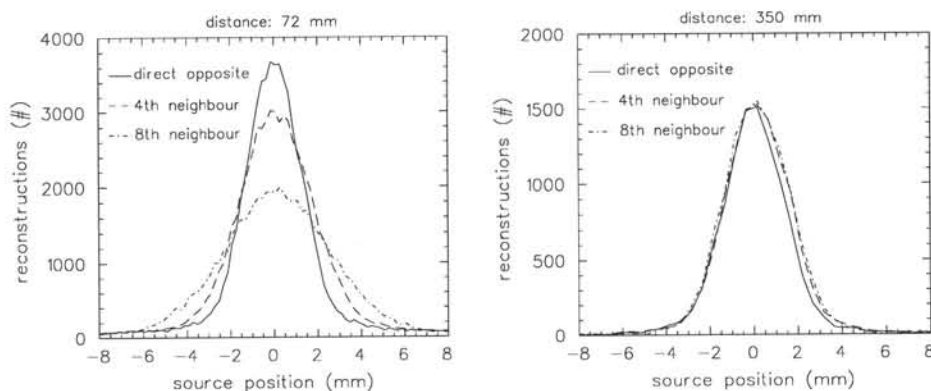 distance: 72 mm
4000
3000
2000
1000
0
reconstructions (#)
direct opposite
4th neighbour
8th neighbour
−8 −6 −4 −2 0 2 4 6 8
source position (mm)
distance: 350 mm
2000
1500
1000
500
0
reconstructions (#)
direct opposite
4th neighbour
8th neighbour
−8 −6 −4 −2 0 2 4 6 8
source position (mm)